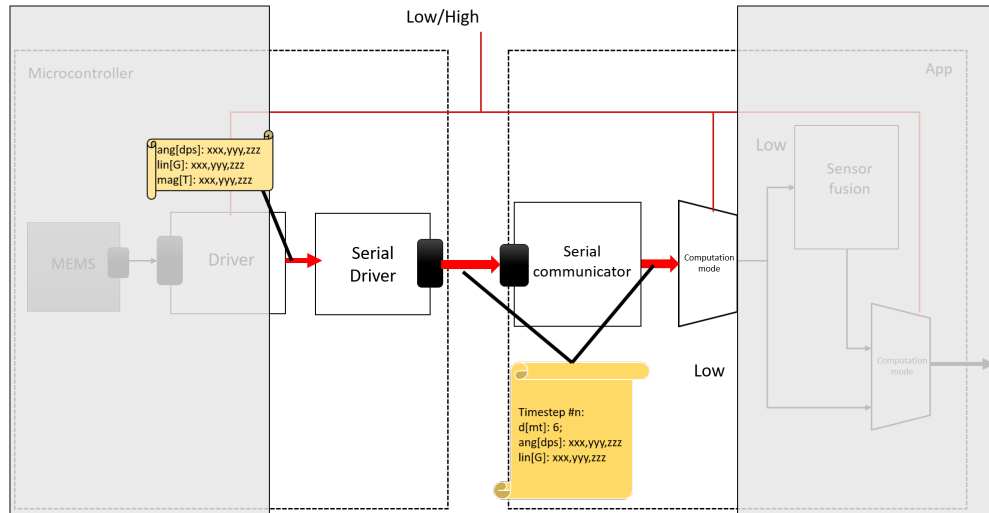 Low/High
Microcontroller
App
ang[dps]: xxx,yyy,zzz
lin[G]: xxx,yyy,zzz
mag[T]: xxx,yyy,zzz
Low
Sensor
fusion
MEMS
Driver
Serial
Driver
Serial
communicator
Computation
mode
Computation
mode
Low
Timestep #n:
d[mt]: 6;
ang[dps]: xxx,yyy,zzz
lin[G]: xxx,yyy,zzz